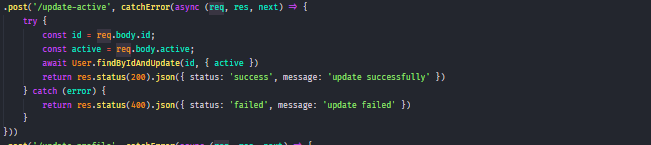 .post('/update-active', catchError(async (req, res, next) => {
    try {
        const id = req.body.id;
        const active = req.body.active;
        await User.findByIdAndUpdate(id, { active })
        return res.status(200).json({ status: 'success', message: 'update successfully' })
    } catch (error) {
        return res.status(400).json({ status: 'failed', message: 'update failed' })
    }
}))
.post('/update-profile', catchError(async (req, res, next) => {